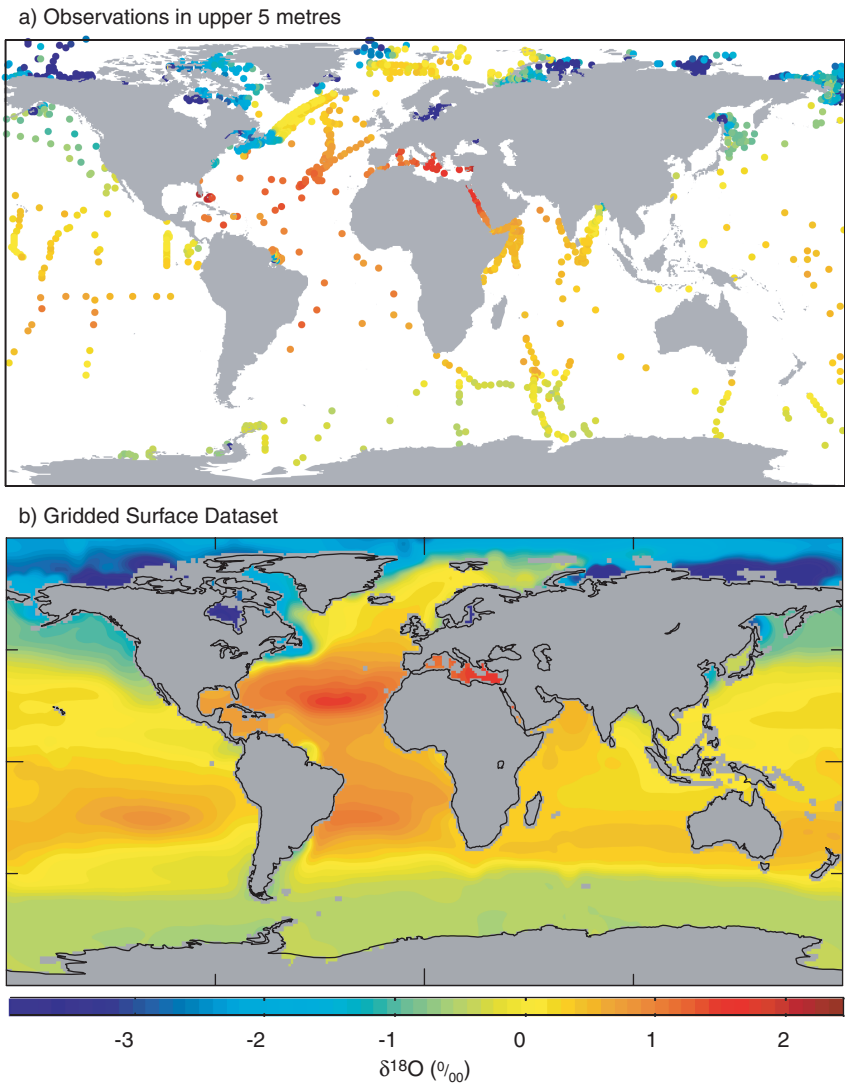 a) Observations in upper 5 metres
b) Gridded Surface Dataset
-3 -2 -1 0 1 2
δ¹⁸O (⁰/₀₀)